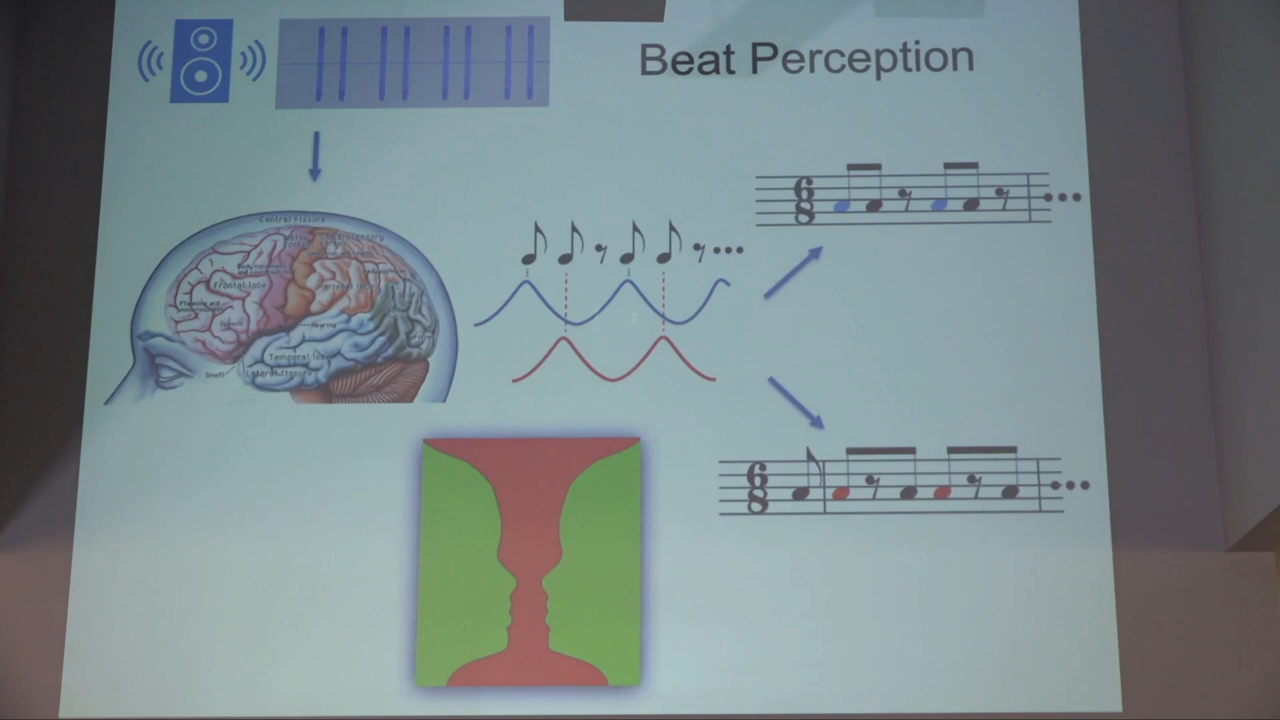 Beat Perception
Central Fissure
Frontal lobe
Parietal lobe
Temporal lobe
Lateral fissure
6
8
6
8